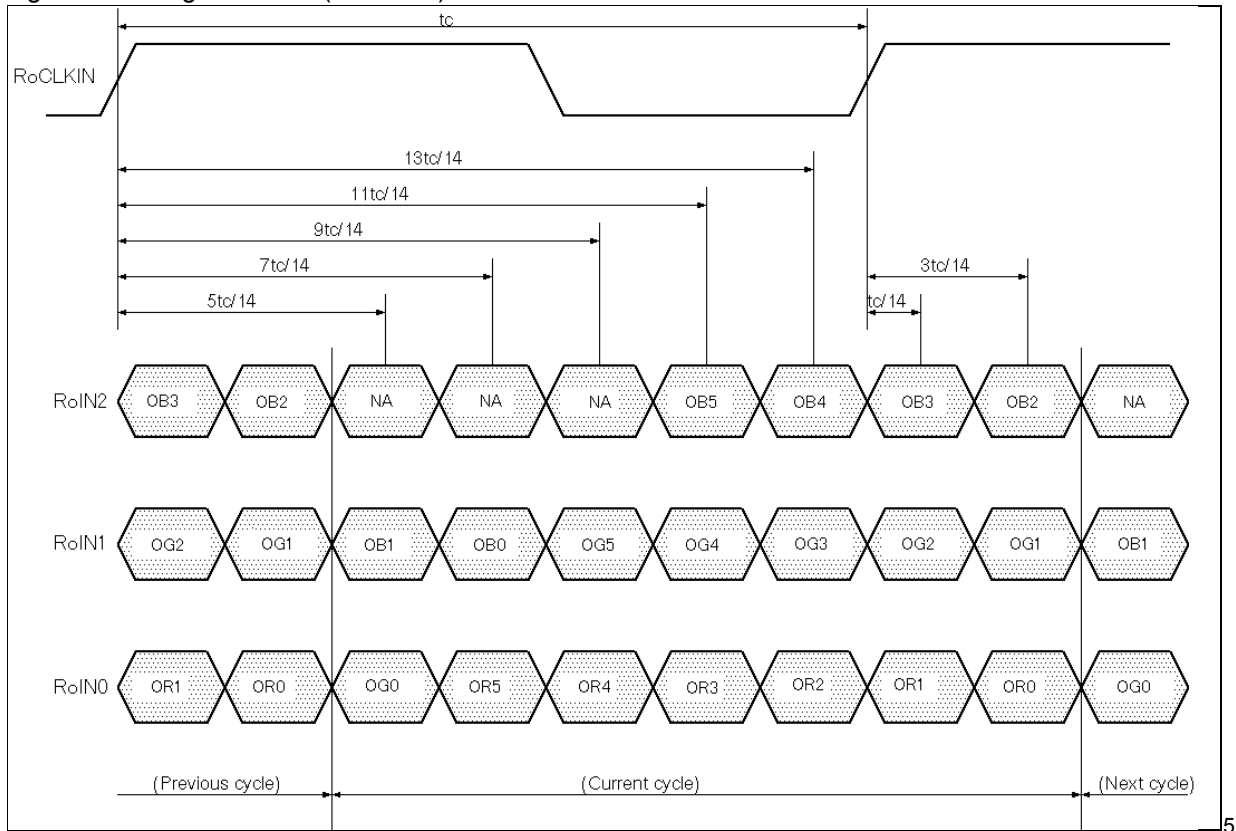 tc
RoCLKIN
13tc/14
11tc/14
9tc/14
7tc/14
3tc/14
5tc/14
tc/14
RoIN2 OB3 OB2 NA NA NA OB5 OB4 OB3 OB2 NA
RoIN1 OG2 OG1 OB1 OB0 OG5 OG4 OG3 OG2 OG1 OB1
RoIN0 OR1 OR0 OG0 OR5 OR4 OR3 OR2 OR1 OR0 OG0
(Previous cycle) (Current cycle) (Next cycle)
5